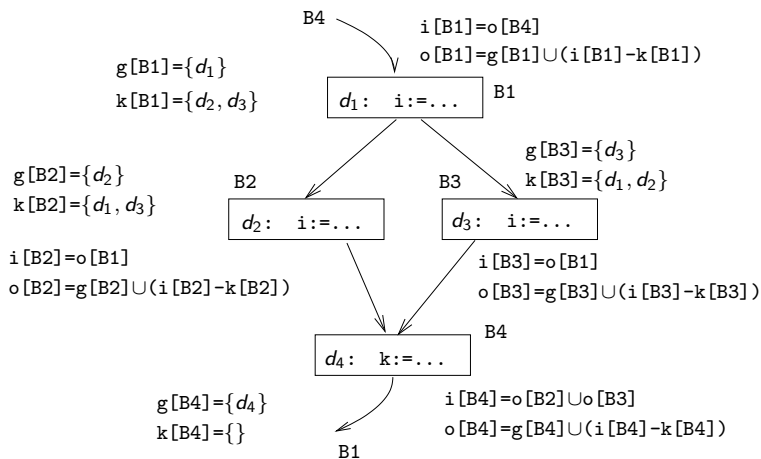 B4
i[B1]=o[B4]
o[B1]=g[B1]∪(i[B1]-k[B1])
g[B1]={d₁}
k[B1]={d₂, d₃}
B1
d₁: i:=...
g[B3]={d₃}
k[B3]={d₁, d₂}
g[B2]={d₂}
k[B2]={d₁, d₃}
B2
B3
d₂: i:=...
d₃: i:=...
i[B2]=o[B1]
o[B2]=g[B2]∪(i[B2]-k[B2])
i[B3]=o[B1]
o[B3]=g[B3]∪(i[B3]-k[B3])
B4
d₄: k:=...
g[B4]={d₄}
k[B4]={}
i[B4]=o[B2]∪o[B3]
o[B4]=g[B4]∪(i[B4]-k[B4])
B1